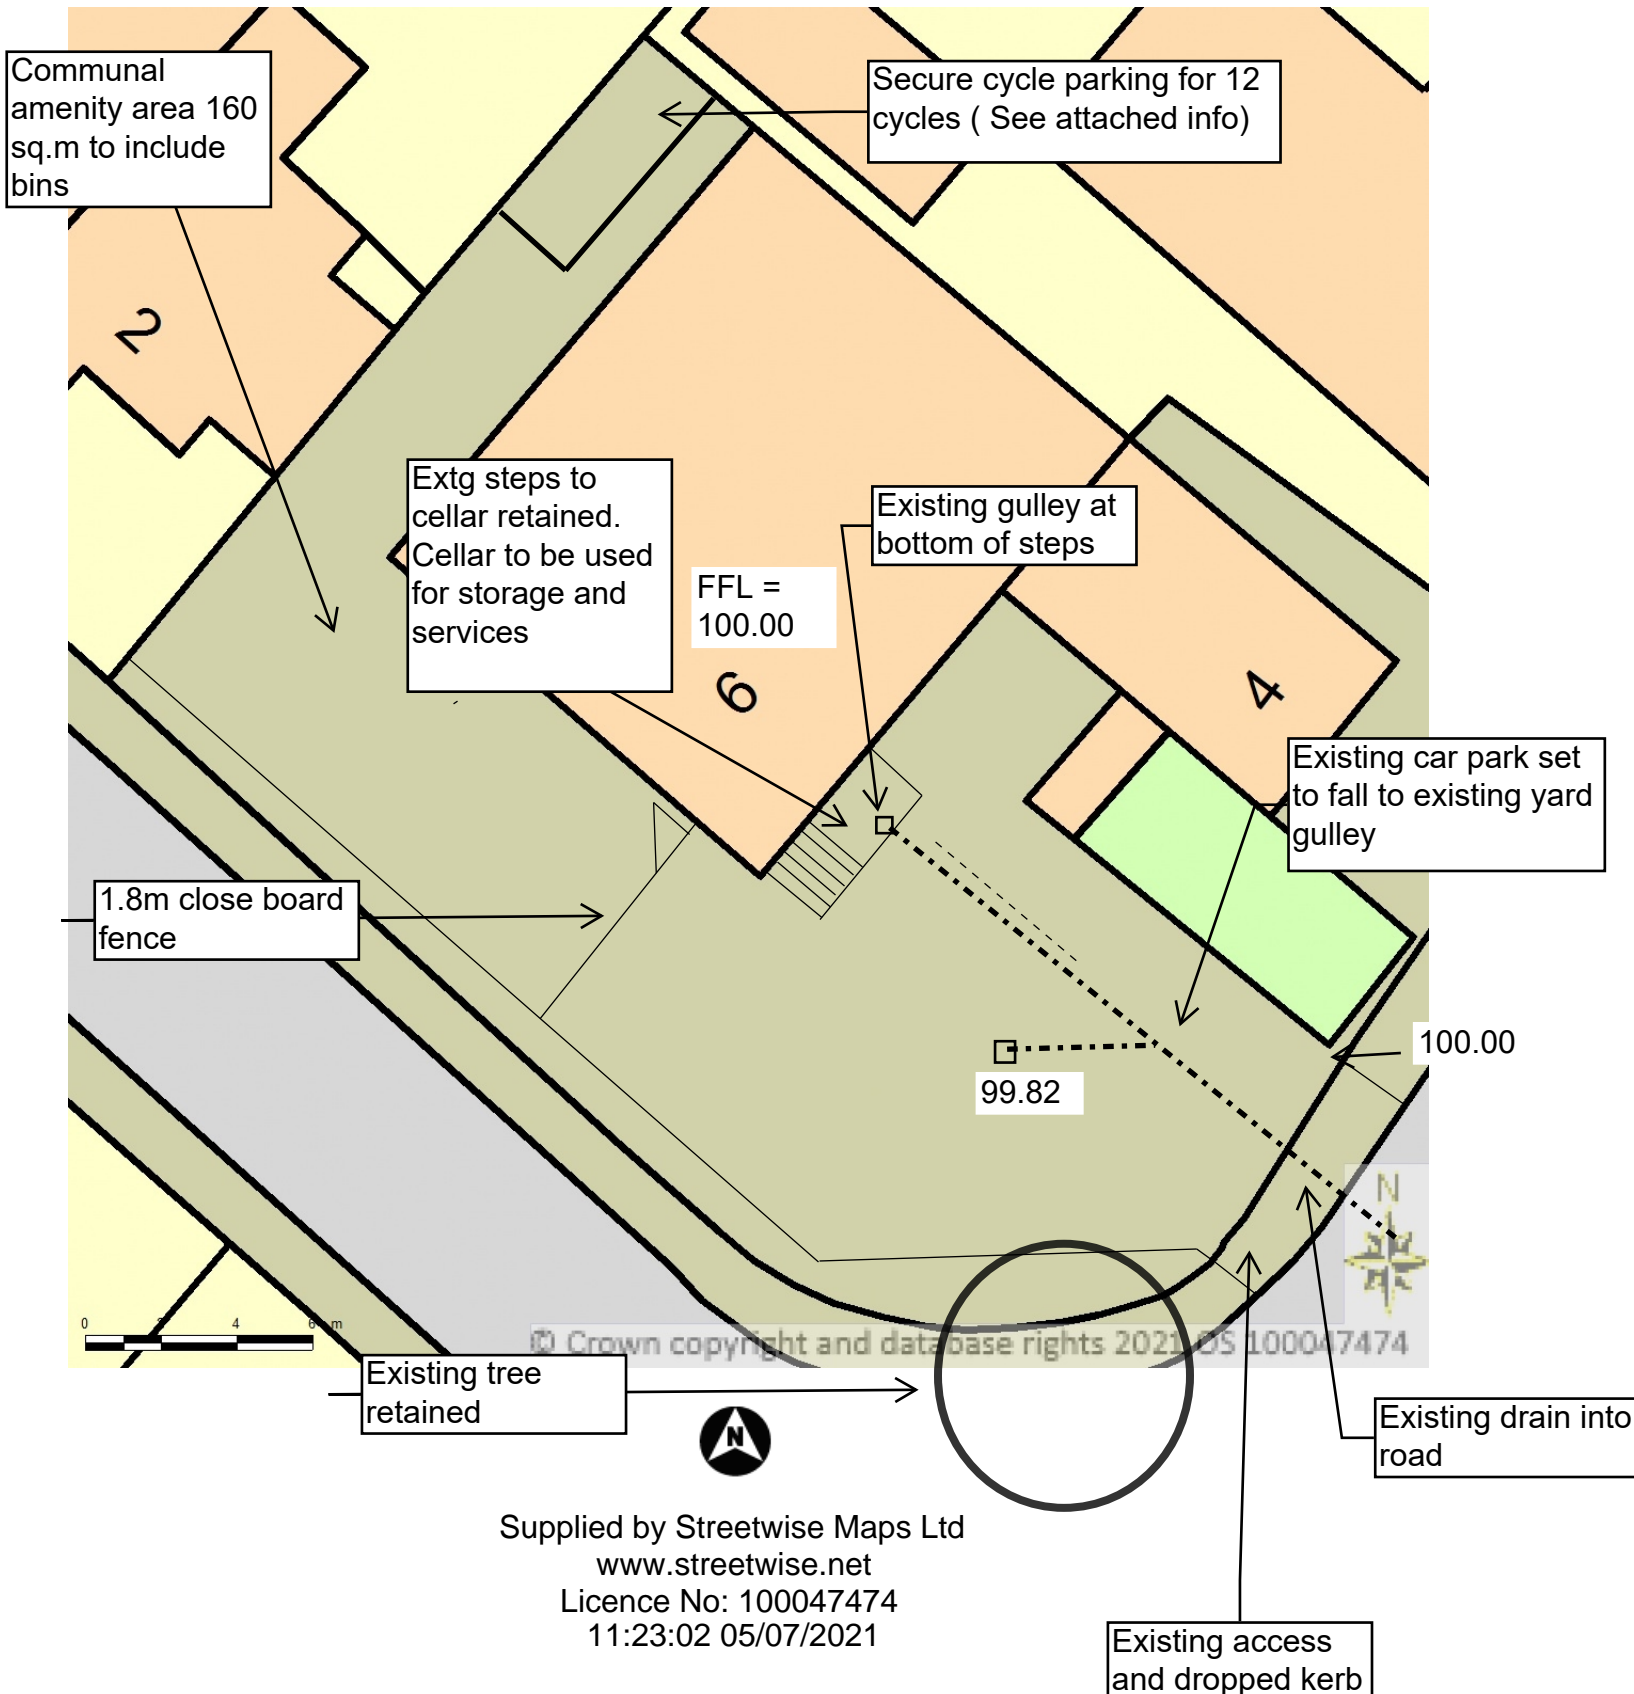 Communal
amenity area 160
sq.m to include
bins
Secure cycle parking for 12
cycles ( See attached info)
2
Extg steps to
cellar retained.
Cellar to be used
for storage and
services
Existing gulley at
bottom of steps
FFL =
100.00
6
4
Existing car park set
to fall to existing yard
gulley
1.8m close board
fence
100.00
99.82
N
0 2 4 6 m
© Crown copyright and database rights 2021 OS 100047474
Existing tree
retained
N
Existing drain into
road
Supplied by Streetwise Maps Ltd
www.streetwise.net
Licence No: 100047474
11:23:02 05/07/2021
Existing access
and dropped kerb